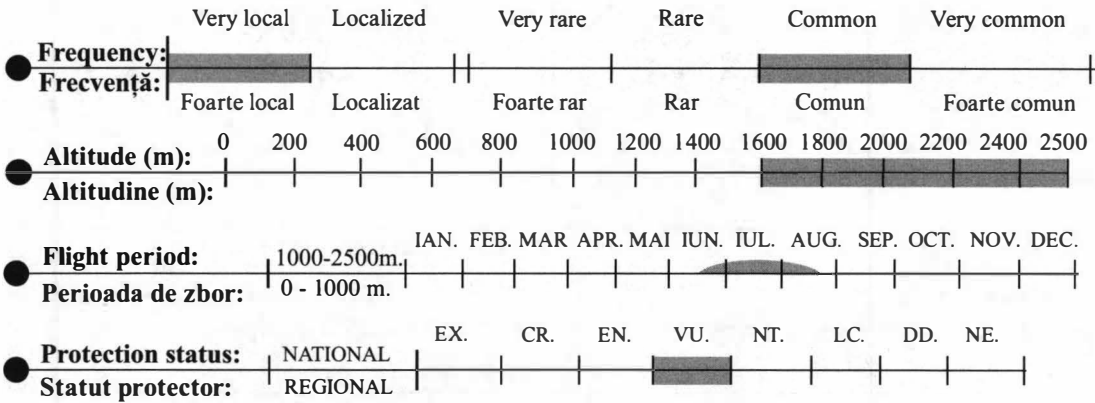 Very local Localized Very rare Rare Common Very common
Frequency:
Frecvență:
Foarte local Localizat Foarte rar Rar Comun Foarte comun
0 200 400 600 800 1000 1200 1400 1600 1800 2000 2200 2400 2500
Altitude (m):
Altitudine (m):
IAN. FEB. MAR APR. MAI IUN. IUL. AUG. SEP. OCT. NOV. DEC.
Flight period: 1000-2500m.
Perioada de zbor: 0 - 1000 m.
EX. CR. EN. VU. NT. LC. DD. NE.
Protection status: NATIONAL
Statut protector: REGIONAL